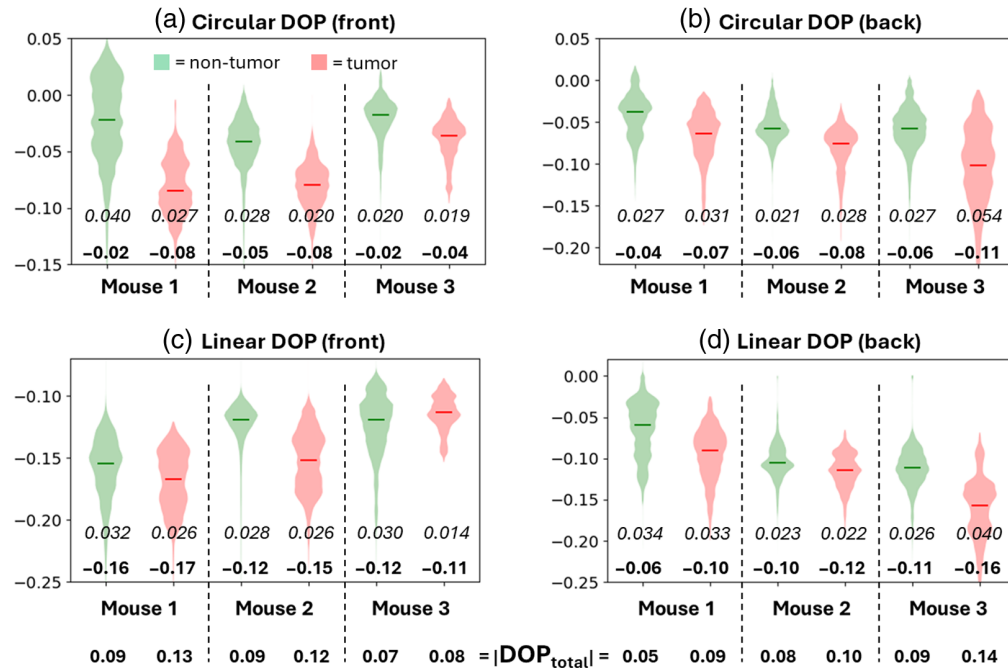 (a) Circular DOP (front)
0.05
0.00
−0.05
−0.10
−0.15
= non-tumor = tumor
0.040 0.027 0.028 0.020 0.020 0.019
−0.02 −0.08 −0.05 −0.08 −0.02 −0.04
Mouse 1 Mouse 2 Mouse 3
(b) Circular DOP (back)
0.05
0.00
−0.05
−0.10
−0.15
−0.20
0.027 0.031 0.021 0.028 0.027 0.054
−0.04 −0.07 −0.06 −0.08 −0.06 −0.11
Mouse 1 Mouse 2 Mouse 3
(c) Linear DOP (front)
−0.10
−0.15
−0.20
−0.25
0.032 0.026 0.028 0.026 0.030 0.014
−0.16 −0.17 −0.12 −0.15 −0.12 −0.11
Mouse 1 Mouse 2 Mouse 3
(d) Linear DOP (back)
0.00
−0.05
−0.10
−0.15
−0.20
−0.25
0.034 0.033 0.023 0.022 0.026 0.040
−0.06 −0.10 −0.10 −0.12 −0.11 −0.16
Mouse 1 Mouse 2 Mouse 3
0.09 0.13 0.09 0.12 0.07 0.08 = |DOPtotal| = 0.05 0.09 0.08 0.10 0.09 0.14